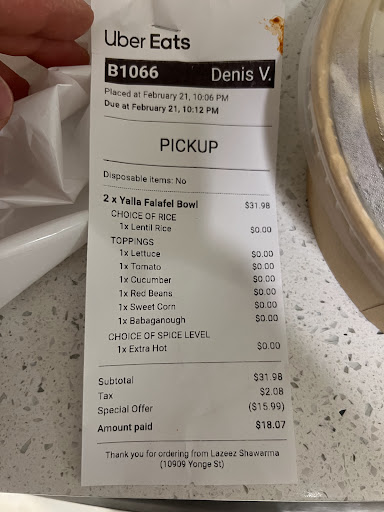 Uber Eats
B1066 Denis V.
Placed at February 21, 10:06 PM
Due at February 21, 10:12 PM
PICKUP
Disposable items: No
2 x Yalla Falafel Bowl $31.98
CHOICE OF RICE
1x Lentil Rice $0.00
TOPPINGS
1x Lettuce $0.00
1x Tomato $0.00
1x Cucumber $0.00
1x Red Beans $0.00
1x Sweet Corn $0.00
1x Babaganough $0.00
CHOICE OF SPICE LEVEL
1x Extra Hot $0.00
Subtotal $31.98
Tax $2.08
Special Offer ($15.99)
Amount paid $18.07
Thank you for ordering from Lazeez Shawarma
(10909 Yonge St)